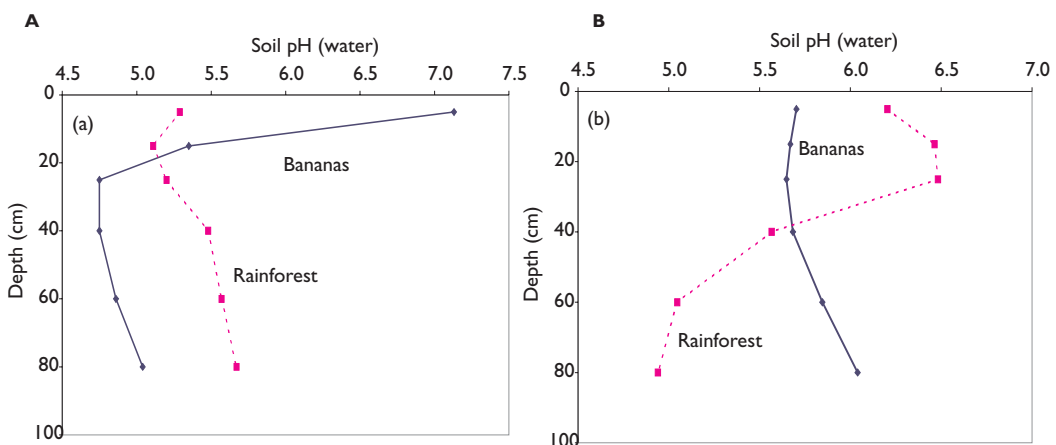 A
Soil pH (water)
4.5 5.0 5.5 6.0 6.5 7.0 7.5
0
20
40
60
80
100
Depth (cm)
(a)
Bananas
Rainforest
B
Soil pH (water)
4.5 5.0 5.5 6.0 6.5 7.0
0
20
40
60
80
100
Depth (cm)
(b)
Bananas
Rainforest